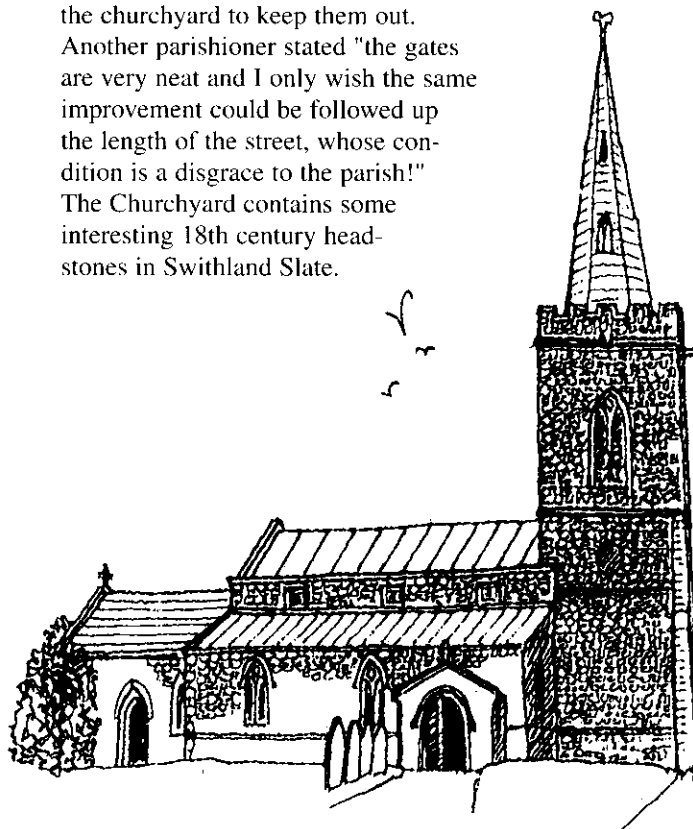 the churchyard to keep them out.
Another parishioner stated "the gates
are very neat and I only wish the same
improvement could be followed up
the length of the street, whose con-
dition is a disgrace to the parish!"
The Churchyard contains some
interesting 18th century head-
stones in Swithland Slate.